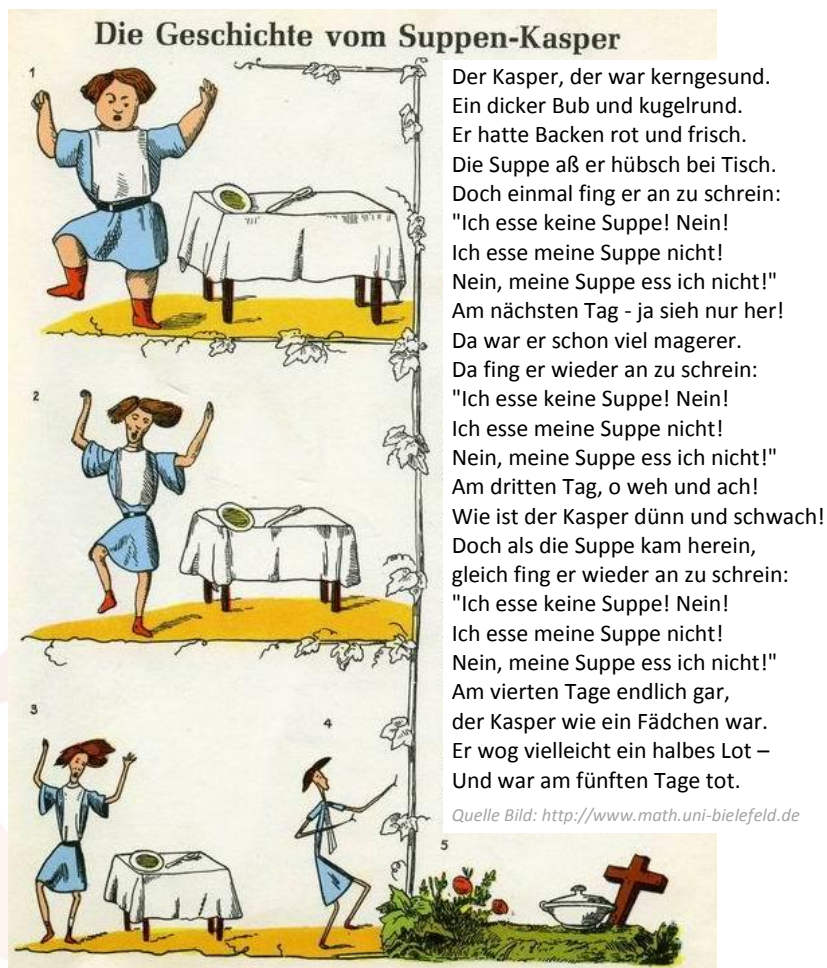 Die Geschichte vom Suppen-Kasper
1
Der Kasper, der war kerngesund.
Ein dicker Bub und kugelrund.
Er hatte Backen rot und frisch.
Die Suppe aß er hübsch bei Tisch.
Doch einmal fing er an zu schrein:
"Ich esse keine Suppe! Nein!
Ich esse meine Suppe nicht!
Nein, meine Suppe ess ich nicht!"
Am nächsten Tag - ja sieh nur her!
Da war er schon viel magerer.
Da fing er wieder an zu schrein:
"Ich esse keine Suppe! Nein!
Ich esse meine Suppe nicht!
Nein, meine Suppe ess ich nicht!"
Am dritten Tag, o weh und ach!
Wie ist der Kasper dünn und schwach!
Doch als die Suppe kam herein,
gleich fing er wieder an zu schrein:
"Ich esse keine Suppe! Nein!
Ich esse meine Suppe nicht!
Nein, meine Suppe ess ich nicht!"
Am vierten Tage endlich gar,
der Kasper wie ein Fädchen war.
Er wog vielleicht ein halbes Lot –
Und war am fünften Tage tot.
Quelle Bild: http://www.math.uni-bielefeld.de
2
3
4
5